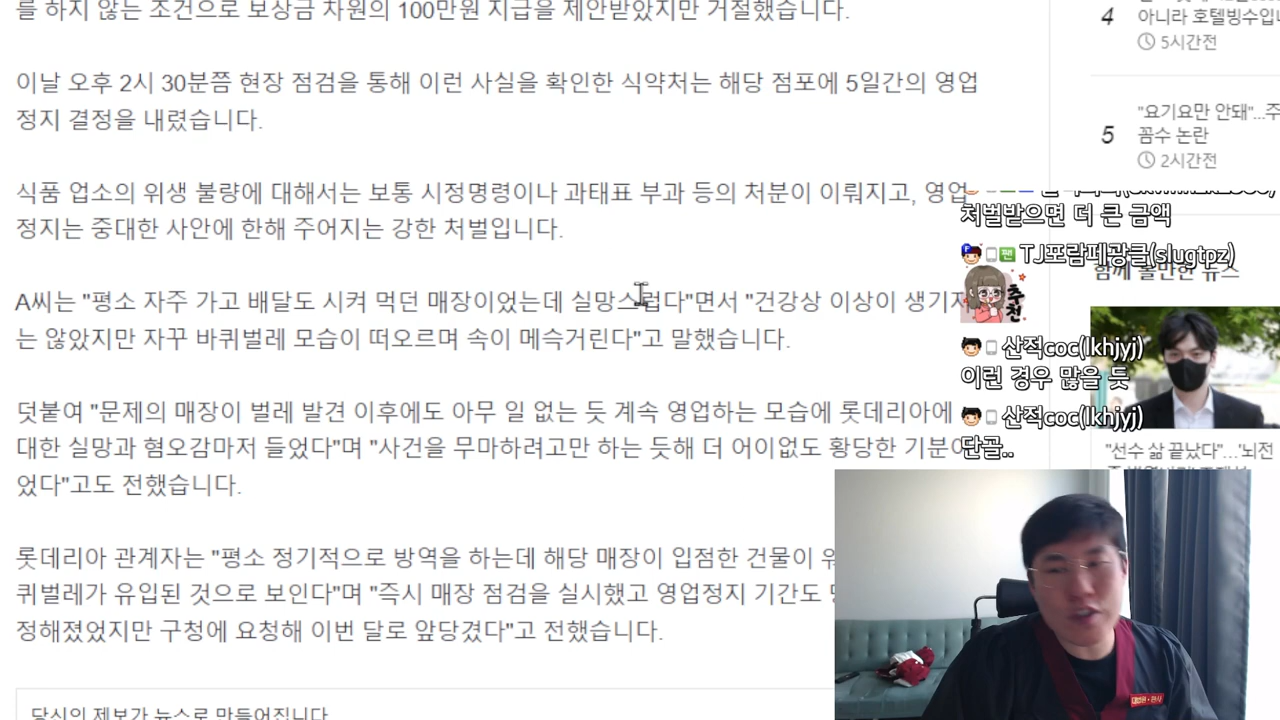 를 하지 않는 조건으로 보상금 차원의 100만원 지급을 제안받았지만 거절했습니다.
이날 오후 2시 30분쯤 현장 점검을 통해 이런 사실을 확인한 식약처는 해당 점포에 5일간의 영업
정지 결정을 내렸습니다.
식품 업소의 위생 불량에 대해서는 보통 시정명령이나 과태표 부과 등의 처분이 이뤄지고, 영업
정지는 중대한 사안에 한해 주어지는 강한 처벌입니다.
A씨는 "평소 자주 가고 배달도 시켜 먹던 매장이었는데 실망스럽다"면서 "건강상 이상이 생기지
는 않았지만 자꾸 바퀴벌레 모습이 떠오르며 속이 메슥거린다"고 말했습니다.
덧붙여 "문제의 매장이 벌레 발견 이후에도 아무 일 없는 듯 계속 영업하는 모습에 롯데리아에
대한 실망과 혐오감마저 들었다"며 "사건을 무마하려고만 하는 듯해 더 어이없도 황당한 기분이
었다"고도 전했습니다.
롯데리아 관계자는 "평소 정기적으로 방역을 하는데 해당 매장이 입점한 건물이
퀴벌레가 유입된 것으로 보인다"며 "즉시 매장 점검을 실시했고 영업정지 기간도
정해졌었지만 구청에 요청해 이번 달로 앞당겼다"고 전했습니다.
당신의 제보가 뉴스로 만들어집니다
4
아니라 호텔빙수입니
5시간전
5
"요기요만 안돼"...주
꼼수 논란
2시간전
처벌받으면 더 큰 금액
F 팬 TJ포람페광클(slugtpz)
함께 볼만한 뉴스
추천
산적coc(lkhjyj)
이런 경우 많을 듯
산적coc(lkhjyj)
단골..
"선수 삶 끝났다"…'뇌전
대법원·판사